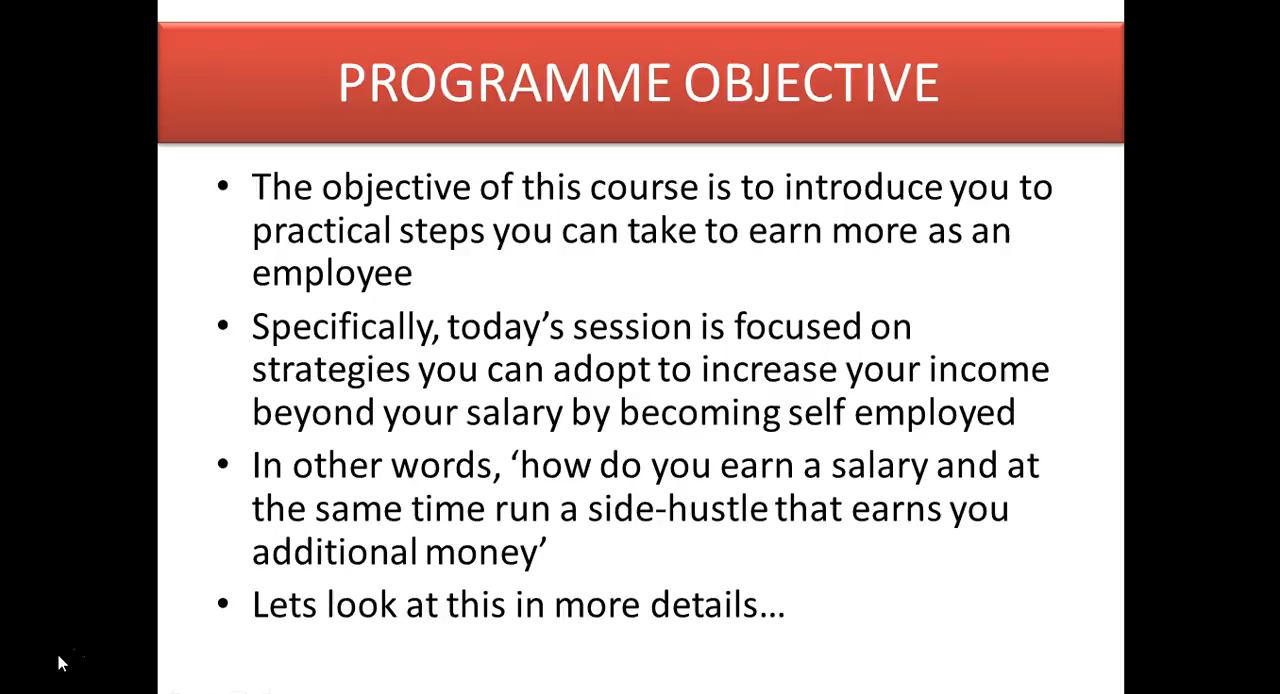 PROGRAMME OBJECTIVE
• The objective of this course is to introduce you to
practical steps you can take to earn more as an
employee
• Specifically, today’s session is focused on
strategies you can adopt to increase your income
beyond your salary by becoming self employed
• In other words, ‘how do you earn a salary and at
the same time run a side-hustle that earns you
additional money’
• Lets look at this in more details…